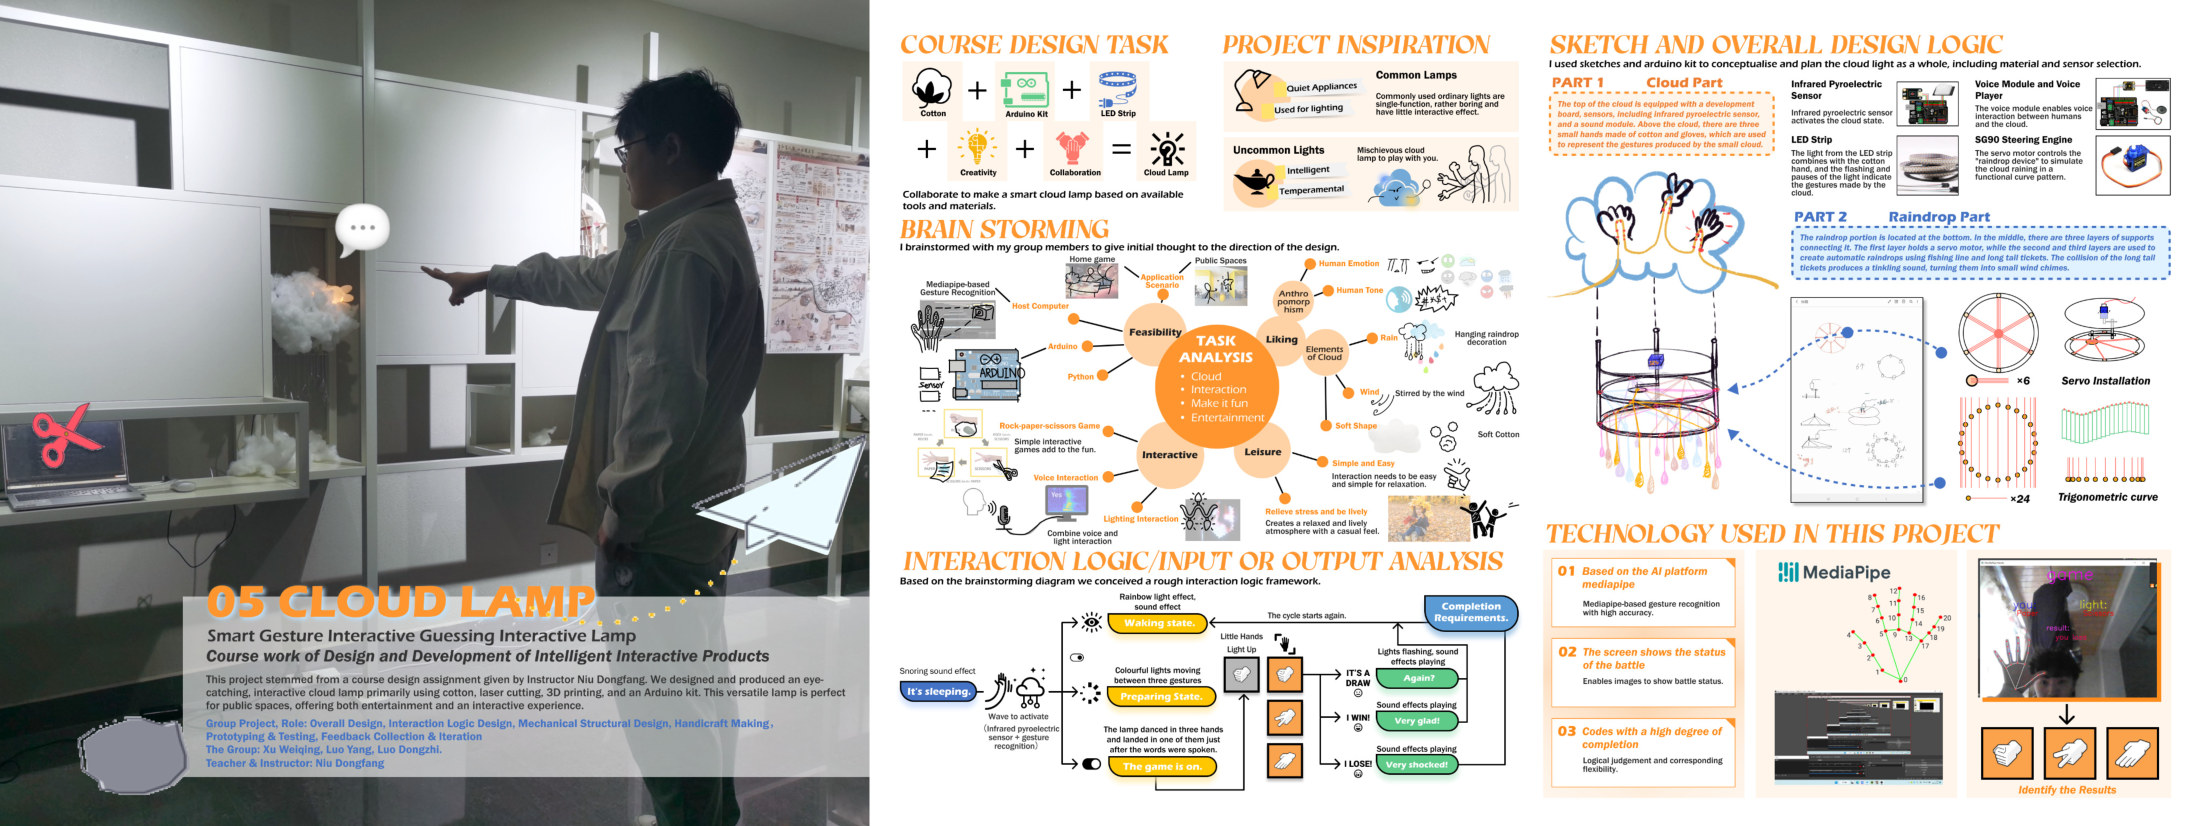 05 CLOUD LAMP
Smart Gesture Interactive Guessing Interactive Lamp
Course work of Design and Development of Intelligent Interactive Products
This project stemmed from a course design assignment given by Instructor Niu Dongfang. We designed and produced an eye-
catching, interactive cloud lamp primarily using cotton, laser cutting, 3D printing, and an Arduino kit. This versatile lamp is perfect
for public spaces, offering both entertainment and an interactive experience.
Group Project, Role: Overall Design, Interaction Logic Design, Mechanical Structural Design, Handicraft Making,
Prototyping & Testing, Feedback Collection & Iteration
The Group: Xu Weiqing, Luo Yang, Luo Dongzhi.
Teacher & Instructor: Niu Dongfang
COURSE DESIGN TASK
Cotton
+
Arduino Kit
+
LED Strip
+
Creativity
+
Collaboration
=
Cloud Lamp
Collaborate to make a smart cloud lamp based on available
tools and materials.
PROJECT INSPIRATION
Quiet Appliances
Used for lighting
Common Lamps
Commonly used ordinary lights are
single-function, rather boring and
have little interactive effect.
Uncommon Lights
Intelligent
Temperamental
Mischievous cloud
lamp to play with you.
BRAIN STORMING
I brainstormed with my group members to give initial thought to the direction of the design.
Home game
Application
Scenario
Public Spaces
Mediapipe-based
Gesture Recognition
Host Computer
Feasibility
Arduino
ARDUINO
Sensor
Python
Human Emotion
Human Tone
Anthro
pomorp
hism
Liking
Elements
of Cloud
Rain
Hanging raindrop
decoration
Wind
Stirred by the wind
Soft Shape
Soft Cotton
TASK
ANALYSIS
• Cloud
• Interaction
• Make it fun
• Entertainment
Rock-paper-scissors Game
Simple interactive
games add to the fun.
Interactive
Voice Interaction
Yes
Lighting Interaction
Combine voice and
light interaction
Leisure
Simple and Easy
Interaction needs to be easy
and simple for relaxation.
Relieve stress and be lively
Creates a relaxed and lively
atmosphere with a casual feel.
INTERACTION LOGIC/INPUT OR OUTPUT ANALYSIS
Based on the brainstorming diagram we conceived a rough interaction logic framework.
Snoring sound effect
It's sleeping.
Wave to activate
(Infrared pyroelectric
sensor + gesture
recognition)
Rainbow light effect,
sound effect
Waking state.
Colourful lights moving
between three gestures
Preparing State.
The lamp danced in three hands
and landed in one of them just
after the words were spoken.
The game is on.
The cycle starts again.
Little Hands
Light Up
IT'S A
DRAW
I WIN!
I LOSE!
Completion
Requirements.
Lights flashing, sound
effects playing
Again?
Sound effects playing
Very glad!
Sound effects playing
Very shocked!
SKETCH AND OVERALL DESIGN LOGIC
I used sketches and arduino kit to conceptualise and plan the cloud light as a whole, including material and sensor selection.
PART 1 Cloud Part
The top of the cloud is equipped with a development
board, sensors, including infrared pyroelectric sensor,
and a sound module. Above the cloud, there are three
small hands made of cotton and gloves, which are used
to represent the gestures produced by the small cloud.
Infrared Pyroelectric
Sensor
Infrared pyroelectric sensor
activates the cloud state.
LED Strip
The light from the LED strip
combines with the cotton
hand, and the flashing and
pauses of the light indicate
the gestures made by the
cloud.
Voice Module and Voice
Player
The voice module enables voice
interaction between humans
and the cloud.
SG90 Steering Engine
The servo motor controls the
"raindrop device" to simulate
the cloud raining in a
functional curve pattern.
PART 2 Raindrop Part
The raindrop portion is located at the bottom. In the middle, there are three layers of supports
connecting it. The first layer holds a servo motor, while the second and third layers are used to
create automatic raindrops using fishing line and long tail tickets. The collision of the long tail
tickets produces a tinkling sound, turning them into small wind chimes.
×6
Servo Installation
×24
Trigonometric curve
TECHNOLOGY USED IN THIS PROJECT
01 Based on the AI platform
mediapipe
Mediapipe-based gesture recognition
with high accuracy.
02 The screen shows the status
of the battle
Enables images to show battle status.
03 Codes with a high degree of
completion
Logical judgement and corresponding
flexibility.
MediaPipe
8
12
16
7
11
15
20
6
10
14
19
4
5
9
13
18
3
17
2
1
0
game
you:
light:
result:
you lose
Identify the Results